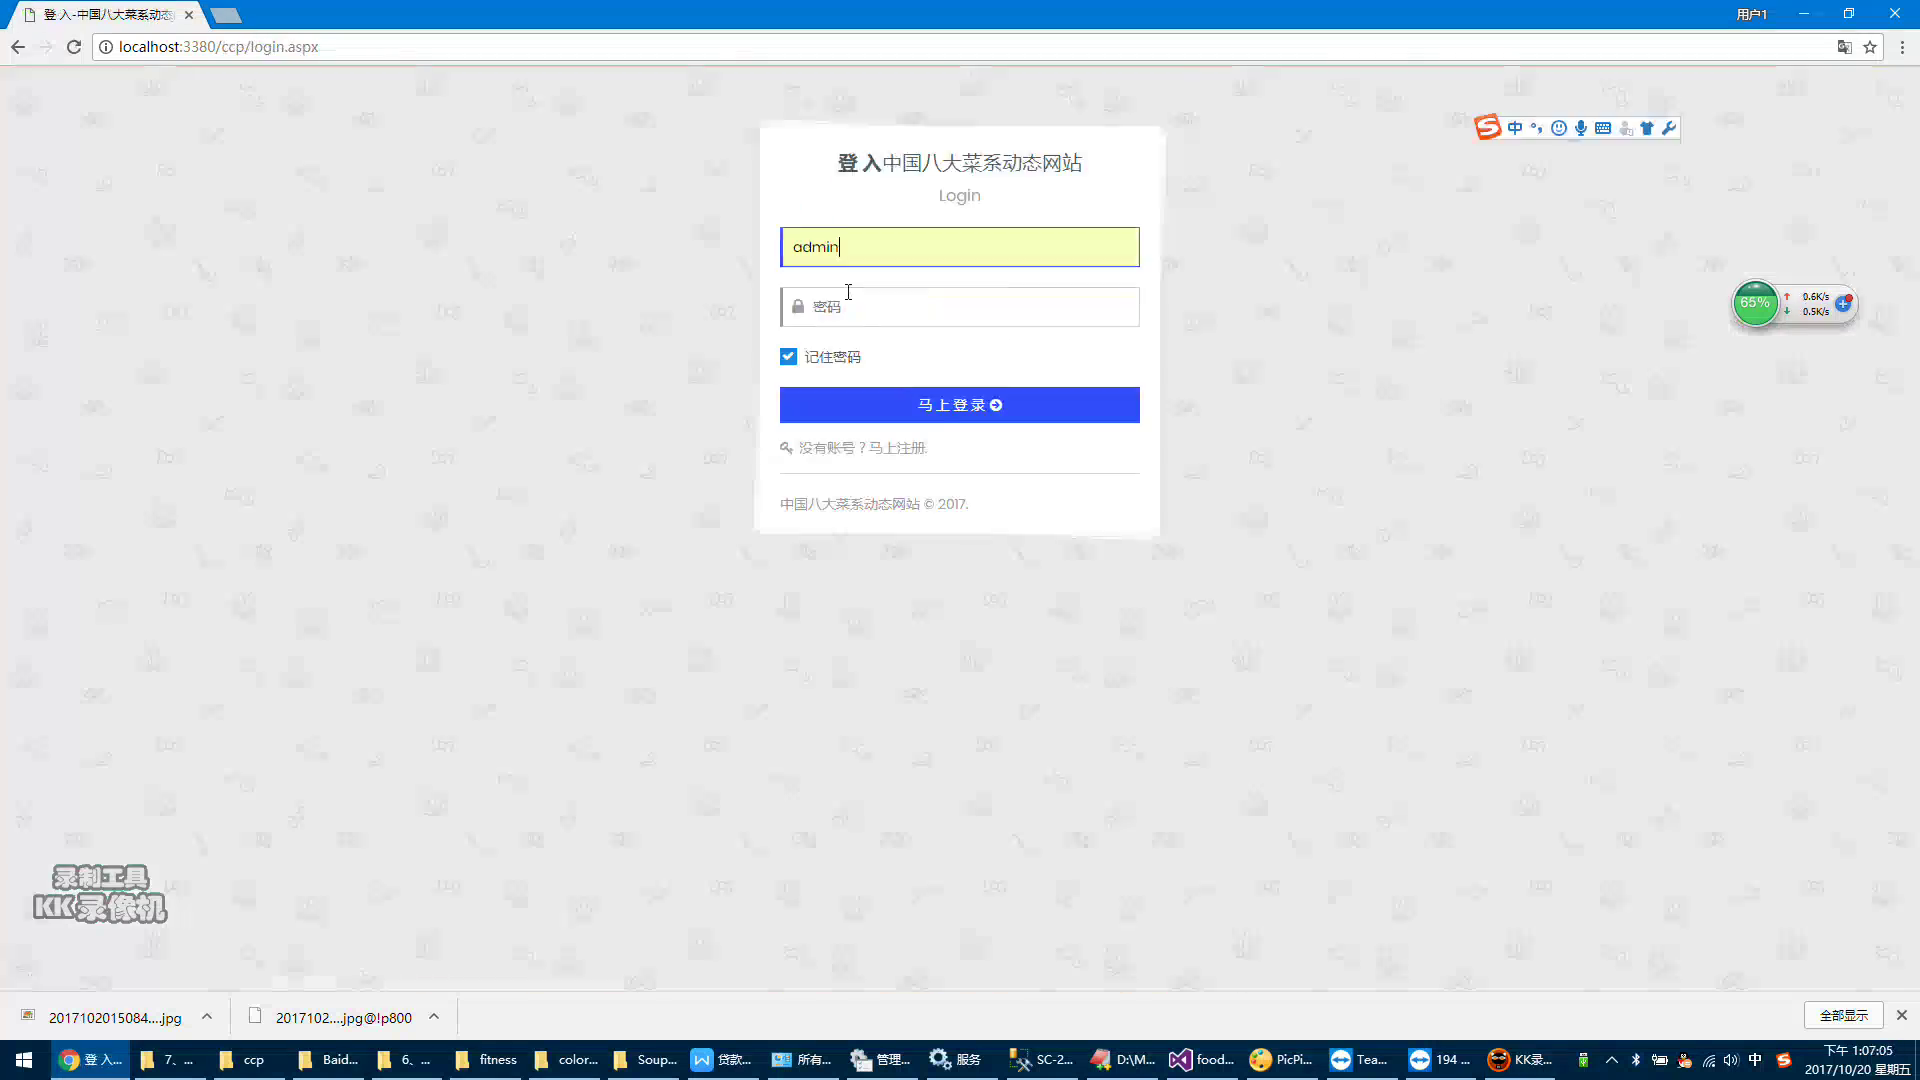 登 入-中国八大菜系动态
用户1
localhost:3380/ccp/login.aspx
登 入中国八大菜系动态网站
Login
admin
密码
记住密码
马 上 登 录
没有账号？马上注册.
中国八大菜系动态网站 © 2017.
中
65%
0.6K/s
0.5K/s
录制工具
KK 录像机
2017102015084....jpg
2017102....jpg@!p800
全部显示
登 入...
7、...
ccp
Baid...
6、...
fitness
color...
Soup...
贷款...
所有...
管理...
服务
SC-2...
D:\M...
food...
PicPi...
Tea...
194 ...
KK录...
中
下午 1:07:05
2017/10/20 星期五